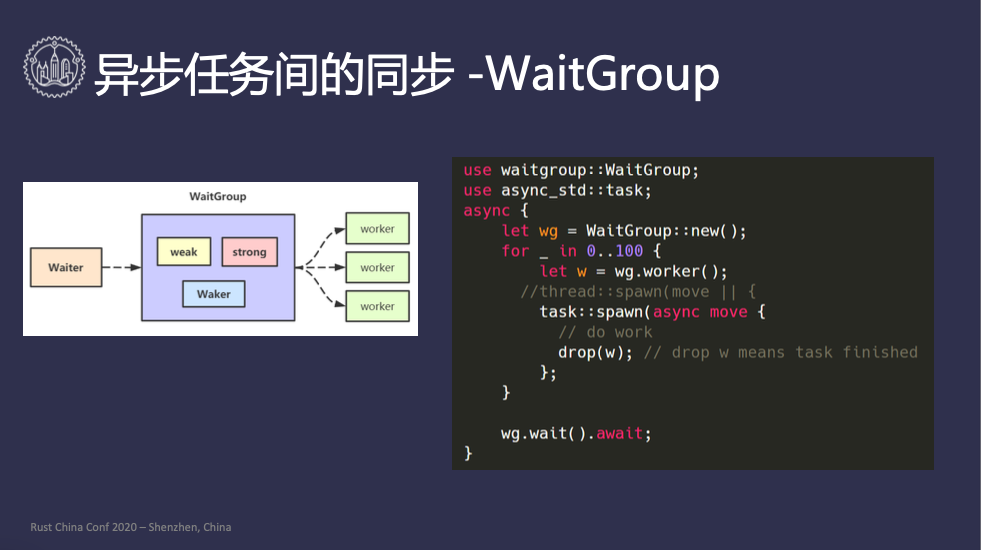 异步任务间的同步 -WaitGroup
WaitGroup
Waiter
weak
strong
Waker
worker
worker
worker
use waitgroup::WaitGroup;
use async_std::task;
async {
    let wg = WaitGroup::new();
    for _ in 0..100 {
        let w = wg.worker();
      //thread::spawn(move || {
        task::spawn(async move {
          // do work
          drop(w); // drop w means task finished
        };
    }
    wg.wait().await;
}
Rust China Conf 2020 – Shenzhen, China